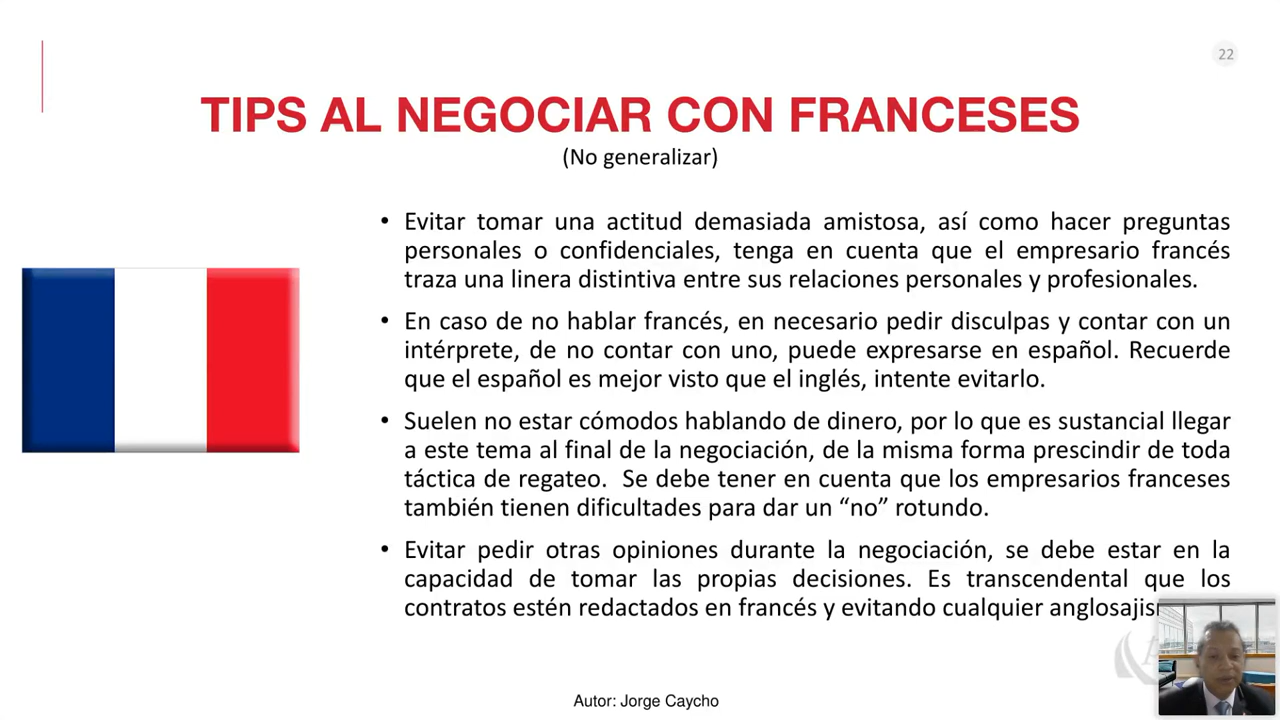 22
TIPS AL NEGOCIAR CON FRANCESES
(No generalizar)
• Evitar tomar una actitud demasiada amistosa, así como hacer preguntas
personales o confidenciales, tenga en cuenta que el empresario francés
traza una linera distintiva entre sus relaciones personales y profesionales.
• En caso de no hablar francés, en necesario pedir disculpas y contar con un
intérprete, de no contar con uno, puede expresarse en español. Recuerde
que el español es mejor visto que el inglés, intente evitarlo.
• Suelen no estar cómodos hablando de dinero, por lo que es sustancial llegar
a este tema al final de la negociación, de la misma forma prescindir de toda
táctica de regateo. Se debe tener en cuenta que los empresarios franceses
también tienen dificultades para dar un “no” rotundo.
• Evitar pedir otras opiniones durante la negociación, se debe estar en la
capacidad de tomar las propias decisiones. Es transcendental que los
contratos estén redactados en francés y evitando cualquier
Autor: Jorge Caycho